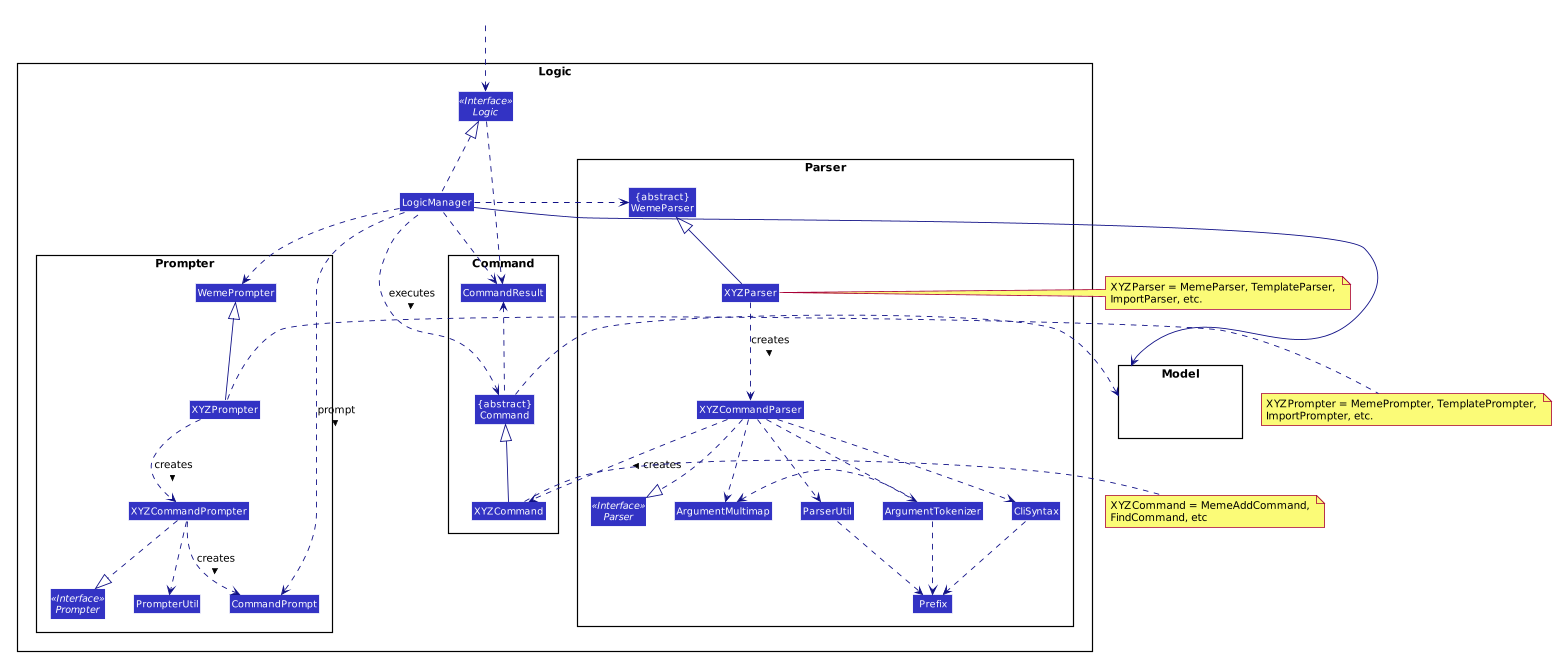 Logic
«Interface»
Logic
Parser
{abstract}
WemeParser
LogicManager
Prompter
WemePrompter
Command
CommandResult
XYZParser
XYZParser = MemeParser, TemplateParser,
ImportParser, etc.
executes
creates
Model
XYZPrompter
prompt
{abstract}
Command
XYZCommandParser
XYZPrompter = MemePrompter, TemplatePrompter,
ImportPrompter, etc.
creates
creates
XYZCommandPrompter
XYZCommand
«Interface»
Parser
ArgumentMultimap
ParserUtil
ArgumentTokenizer
CliSyntax
XYZCommand = MemeAddCommand,
FindCommand, etc
creates
«Interface»
Prompter
PrompterUtil
CommandPrompt
Prefix